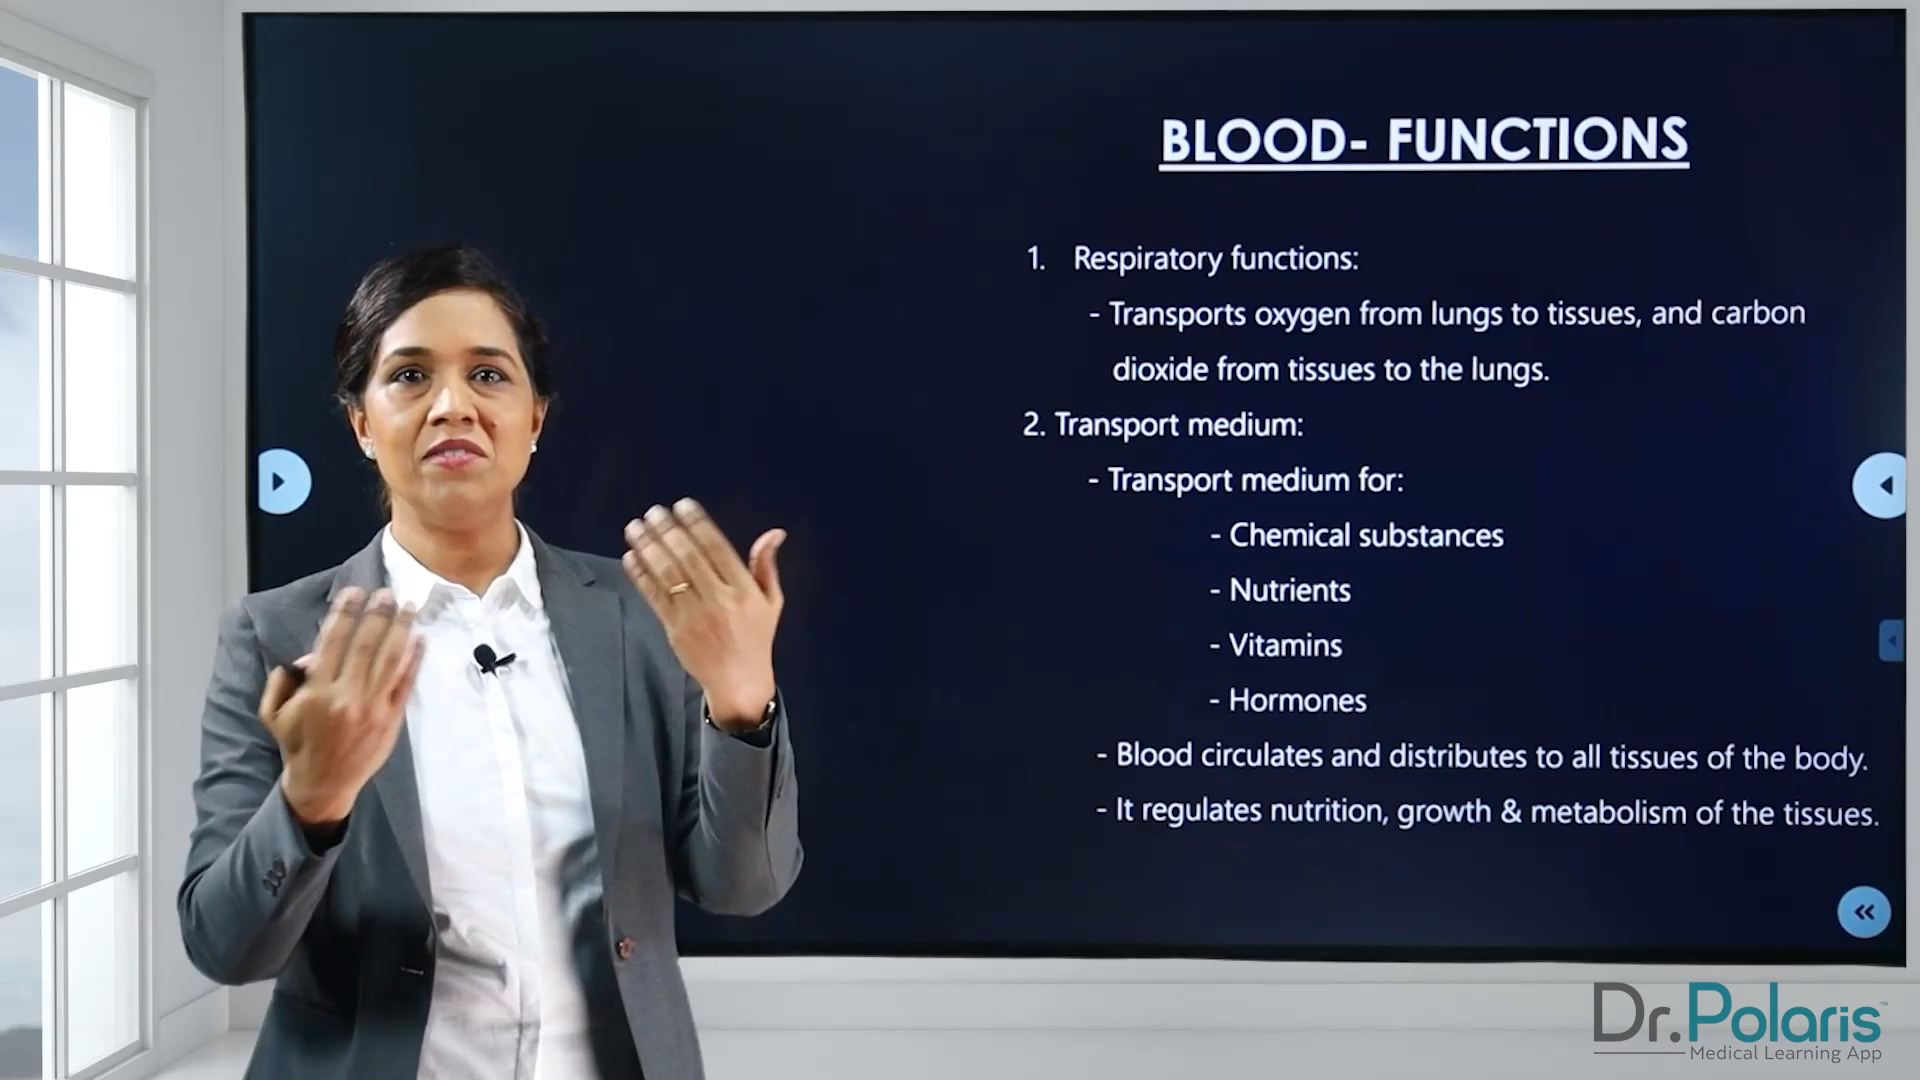 BLOOD- FUNCTIONS
1. Respiratory functions:
- Transports oxygen from lungs to tissues, and carbon
dioxide from tissues to the lungs.
2. Transport medium:
- Transport medium for:
- Chemical substances
- Nutrients
- Vitamins
- Hormones
- Blood circulates and distributes to all tissues of the body.
- It regulates nutrition, growth & metabolism of the tissues.
Dr.Polaris™
Medical Learning App